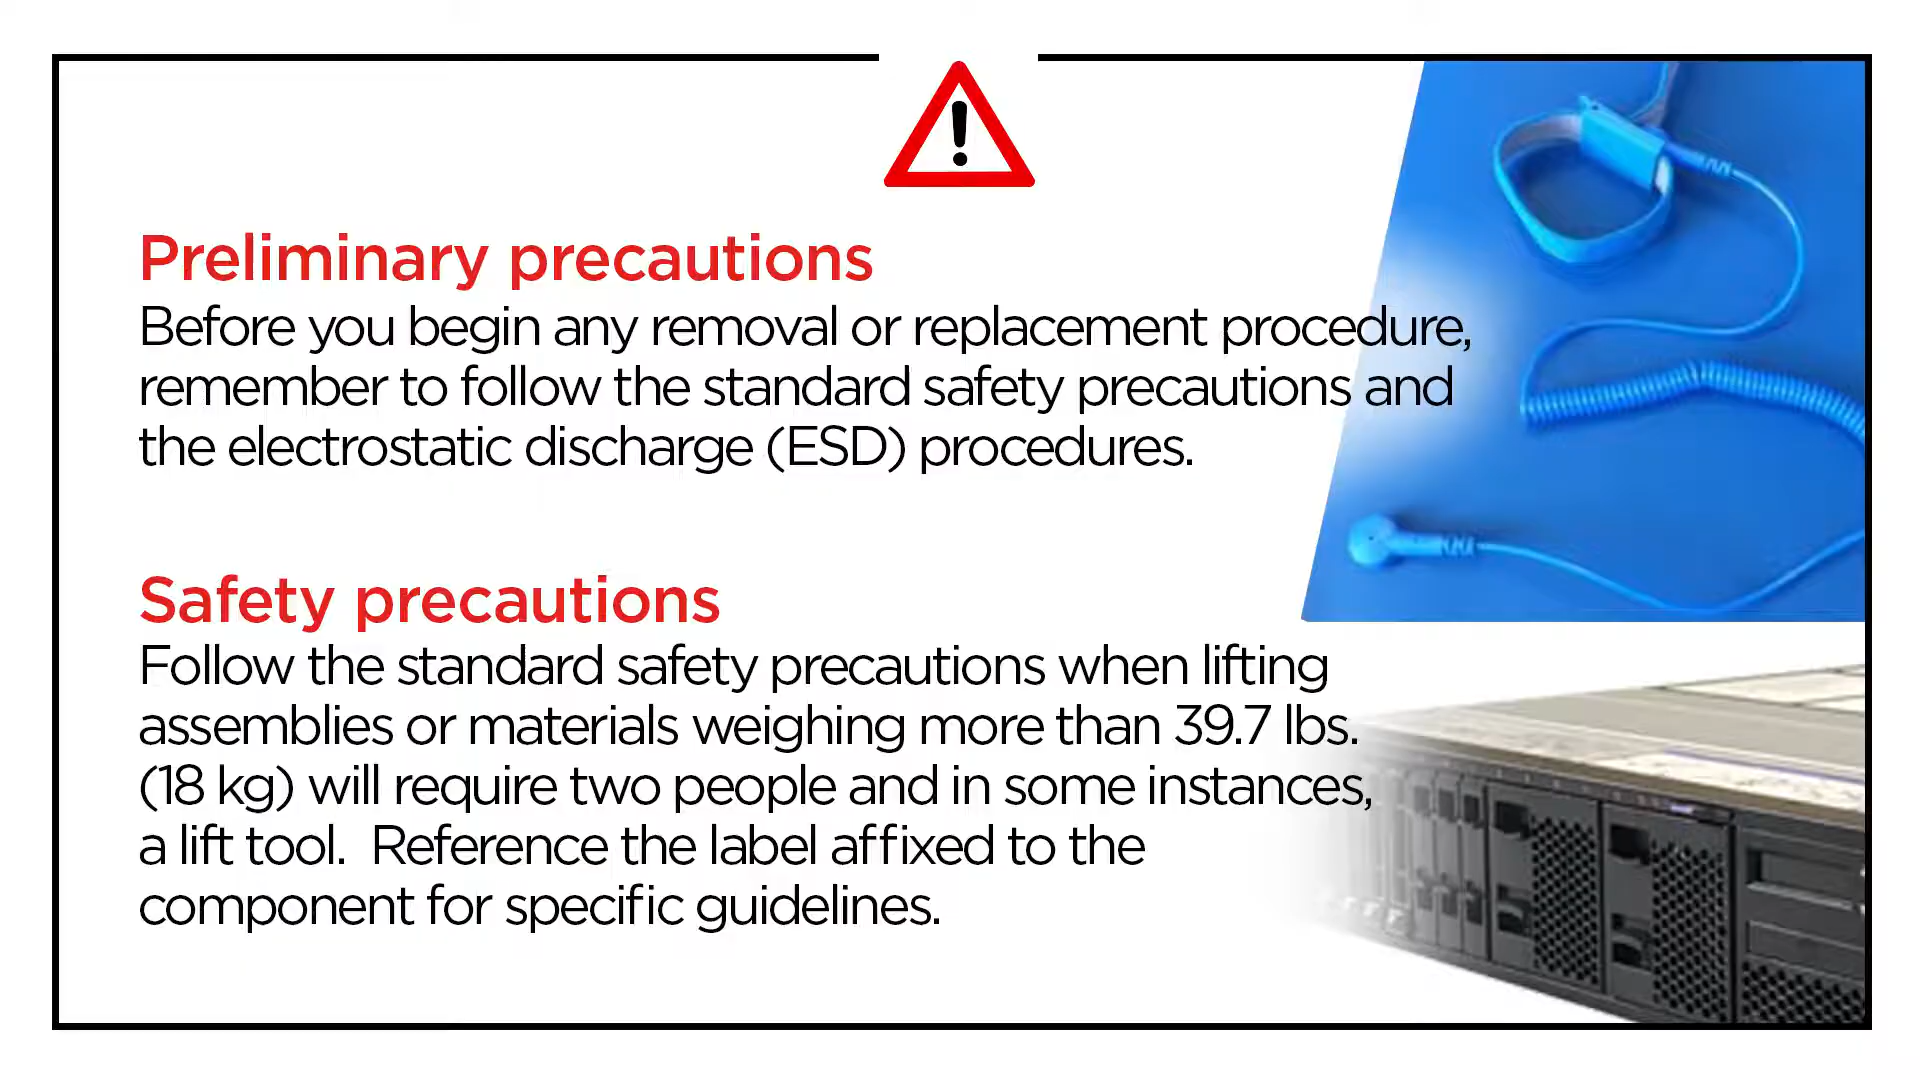 Preliminary precautions
Before you begin any removal or replacement procedure,
remember to follow the standard safety precautions and
the electrostatic discharge (ESD) procedures.
Safety precautions
Follow the standard safety precautions when lifting
assemblies or materials weighing more than 39.7 lbs.
(18 kg) will require two people and in some instances,
a lift tool.  Reference the label affixed to the
component for specific guidelines.